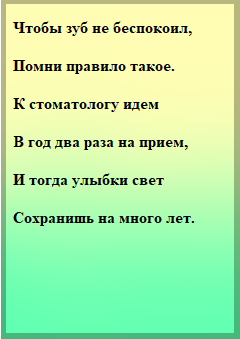 Чтобы зуб не беспокоил,
Помни правило такое.
К стоматологу идем
В год два раза на прием,
И тогда улыбки свет
Сохранишь на много лет.